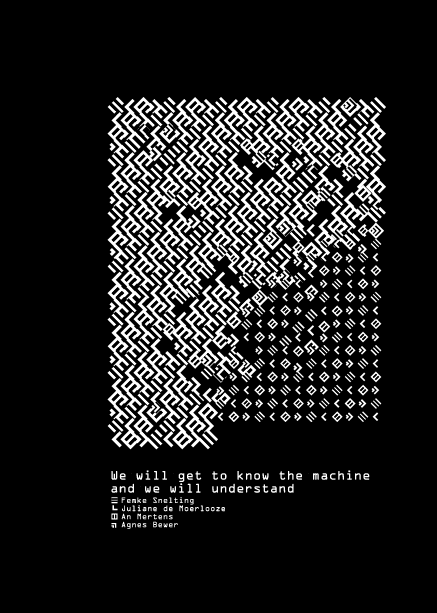 We will get to know the machine
and we will understand
Femke Snelting
Juliane de Moerlooze
An Mertens
Agnes Bewer